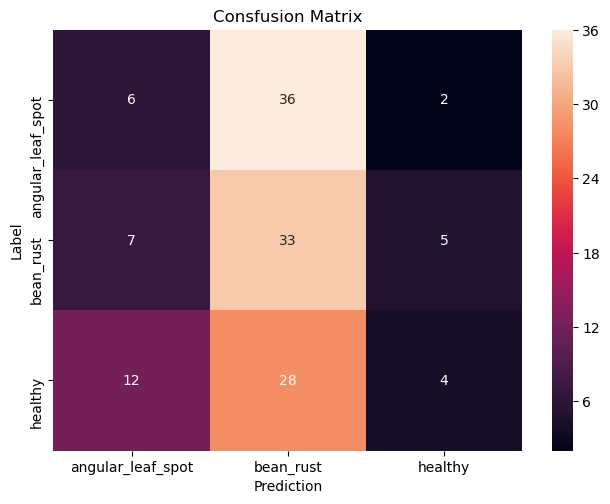 Consfusion Matrix
Label
angular_leaf_spot
6 36 2
bean_rust
7 33 5
healthy
12 28 4
angular_leaf_spot bean_rust healthy
Prediction
36
30
24
18
12
6